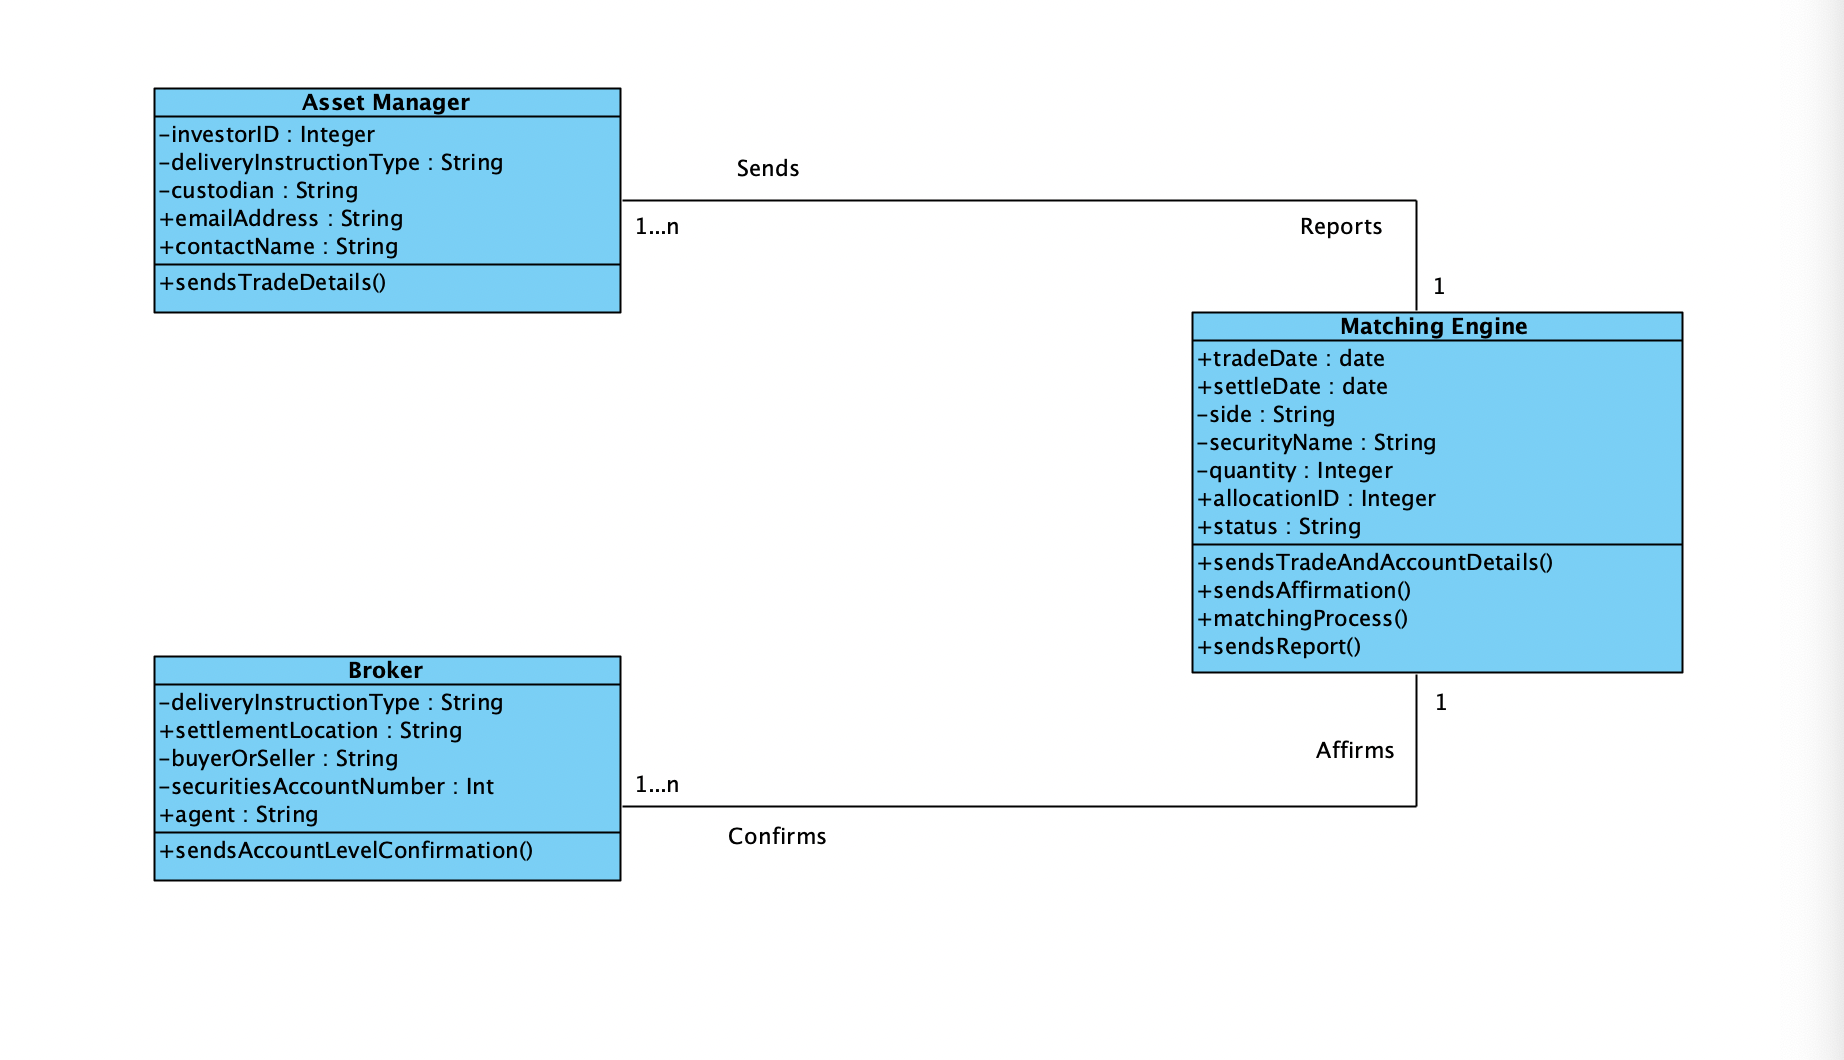 Asset Manager
-investorID : Integer
-deliveryInstructionType : String
-custodian : String
+emailAddress : String
+contactName : String
+sendsTradeDetails()
Sends
1...n
Reports
1
Matching Engine
+tradeDate : date
+settleDate : date
-side : String
-securityName : String
-quantity : Integer
+allocationID : Integer
+status : String
+sendsTradeAndAccountDetails()
+sendsAffirmation()
+matchingProcess()
+sendsReport()
Broker
-deliveryInstructionType : String
+settlementLocation : String
-buyerOrSeller : String
-securitiesAccountNumber : Int
+agent : String
+sendsAccountLevelConfirmation()
1
Affirms
1...n
Confirms